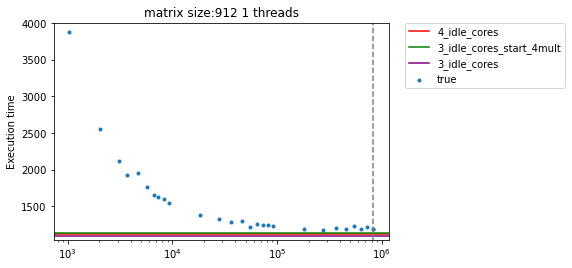 matrix size:912 1 threads
4000
3500
3000
2500
2000
1500
Execution time
10³
10⁴
10⁵
10⁶
4_idle_cores
3_idle_cores_start_4mult
3_idle_cores
true